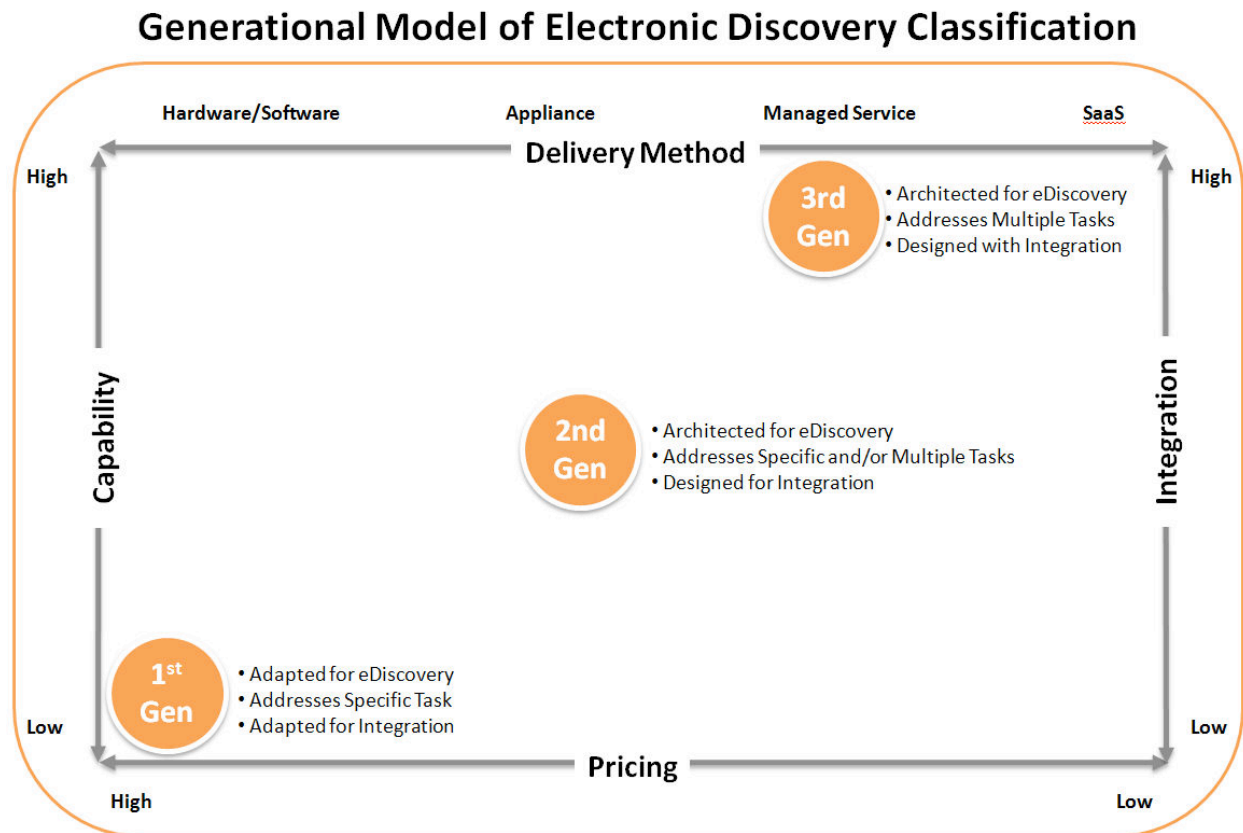 Generational Model of Electronic Discovery Classification
Hardware/Software Appliance Managed Service SaaS
Delivery Method
High High
3rd
Gen
• Architected for eDiscovery
• Addresses Multiple Tasks
• Designed with Integration
Capability
Integration
2nd
Gen
• Architected for eDiscovery
• Addresses Specific and/or Multiple Tasks
• Designed for Integration
1st
Gen
• Adapted for eDiscovery
• Addresses Specific Task
• Adapted for Integration
Low Low
Pricing
High Low